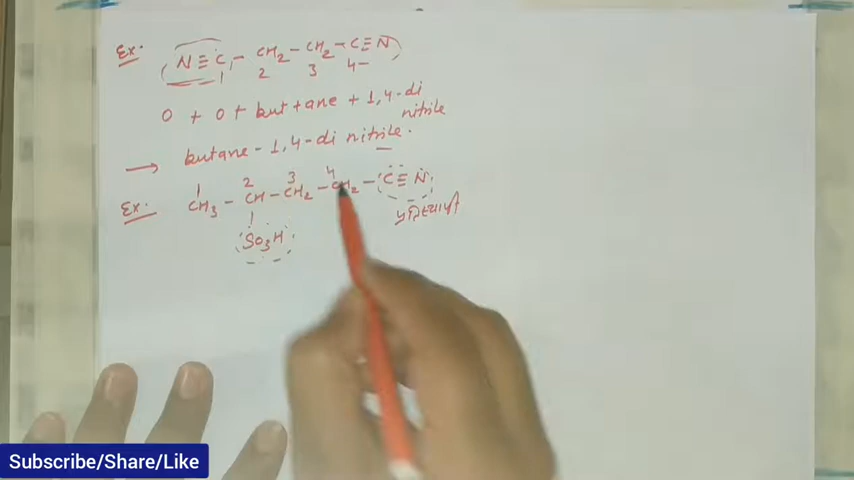 Ex. N≡C - CH2 - CH2 - C≡N
1 2 3 4
0 + 0 + but + ane + 1,4-di nitrile
→ butane - 1,4-di nitrile.
1 2 3 4
Ex: CH3 - CH - CH2 - CH2 - C≡N
SO3H
Subscribe/Share/Like